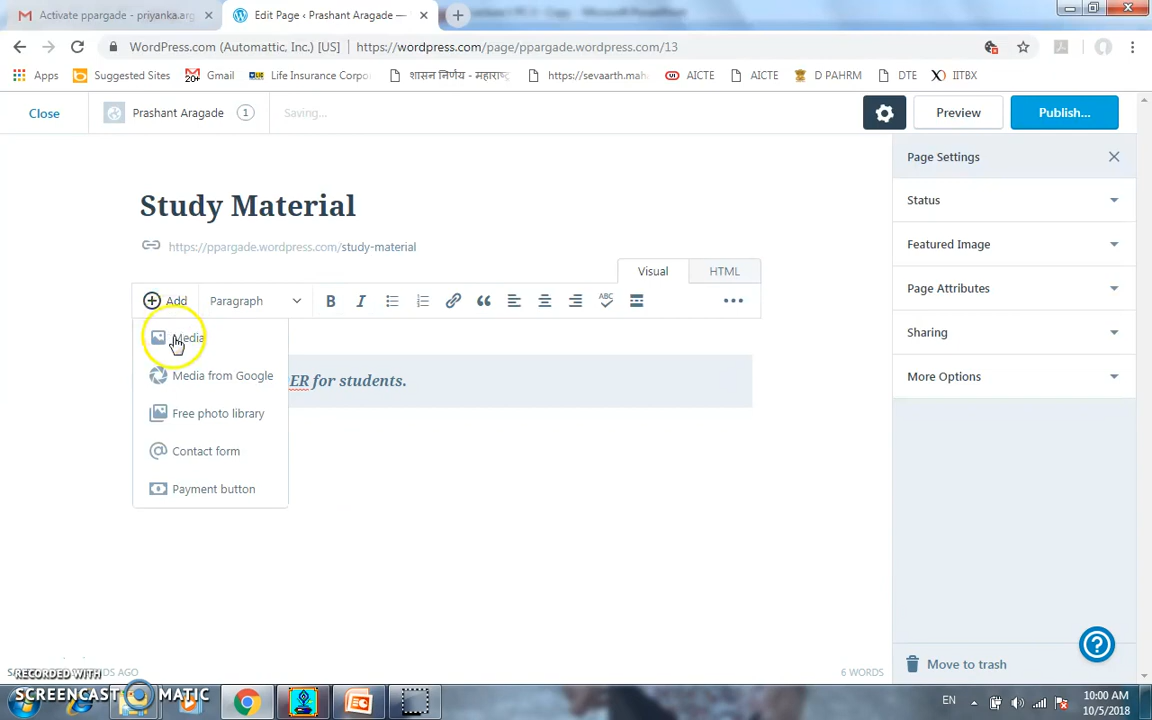 Activate ppargade - priyanka.arg
Edit Page ‹ Prashant Aragade —
Microsoft PowerPoint
WordPress.com (Automattic, Inc.) [US] | https://wordpress.com/page/ppargade.wordpress.com/13
Apps Suggested Sites Gmail Life Insurance Corpo शासन निर्णय - महाराष्ट्र https://sevaarth.mah AICTE AICTE D PAHRM DTE IITBX
Close Prashant Aragade 1 Saving... Preview Publish...
Page Settings
Study Material
Status
https://ppargade.wordpress.com/study-material
Featured Image
Visual HTML
Add Paragraph B I ABC
Page Attributes
Media
Sharing
Media from Google
ER for students.
More Options
Free photo library
Contact form
Payment button
Move to trash
AGO
6 WORDS
RECORDED WITH
SCREENCAST MATIC
EN
10:00 AM
10/5/2018